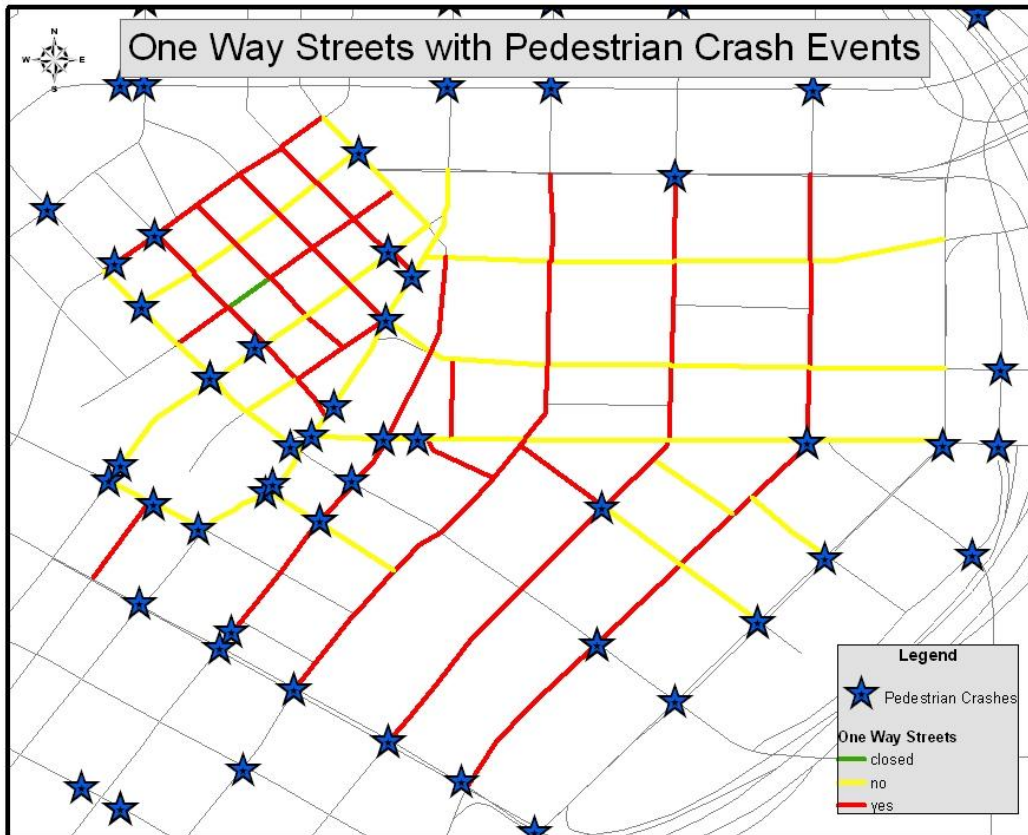 One Way Streets with Pedestrian Crash Events
N
W E
S
Legend
Pedestrian Crashes
One Way Streets
closed
no
yes